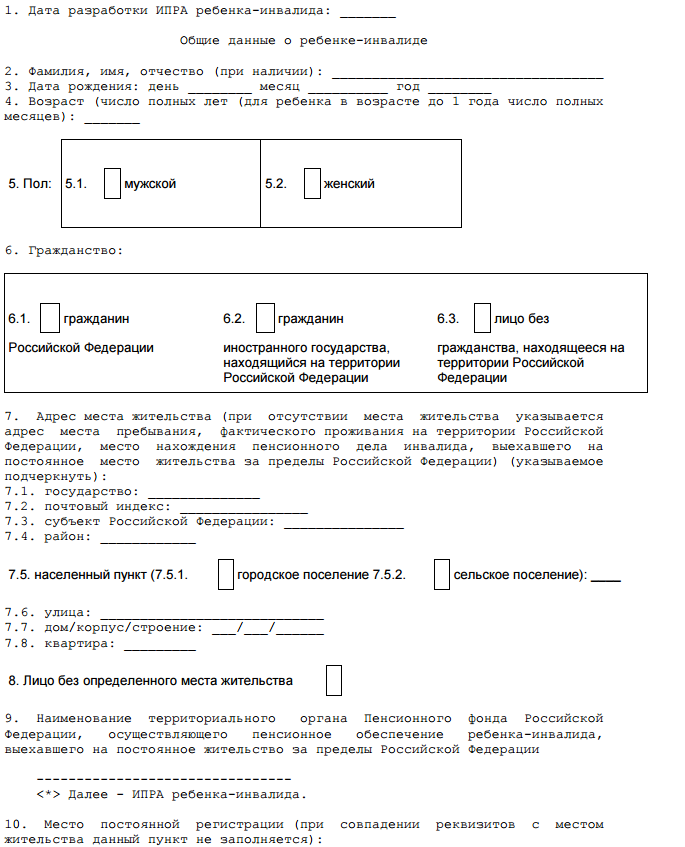 1. Дата разработки ИПРА ребенка-инвалида: _______
Общие данные о ребенке-инвалиде
2. Фамилия, имя, отчество (при наличии): __________________________________
3. Дата рождения: день ________ месяц __________ год ________
4. Возраст (число полных лет (для ребенка в возрасте до 1 года число полных
месяцев): _______
5. Пол: 5.1. мужской 5.2. женский
6. Гражданство:
6.1. гражданин 6.2. гражданин 6.3. лицо без
Российской Федерации иностранного государства, гражданства, находящееся на
находящийся на территории территории Российской
Российской Федерации Федерации
7. Адрес места жительства (при отсутствии места жительства указывается
адрес места пребывания, фактического проживания на территории Российской
Федерации, место нахождения пенсионного дела инвалида, выехавшего на
постоянное место жительства за пределы Российской Федерации) (указываемое
подчеркнуть):
7.1. государство: ______________
7.2. почтовый индекс: ________________
7.3. субъект Российской Федерации: _______________
7.4. район: ____________
7.5. населенный пункт (7.5.1. городское поселение 7.5.2. сельское поселение): ____
7.6. улица: ____________________________
7.7. дом/корпус/строение: ___/___/______
7.8. квартира: _________
8. Лицо без определенного места жительства
9. Наименование территориального органа Пенсионного фонда Российской
Федерации, осуществляющего пенсионное обеспечение ребенка-инвалида,
выехавшего на постоянное жительство за пределы Российской Федерации
--------------------------------
<*> Далее - ИПРА ребенка-инвалида.
10. Место постоянной регистрации (при совпадении реквизитов с местом
жительства данный пункт не заполняется):